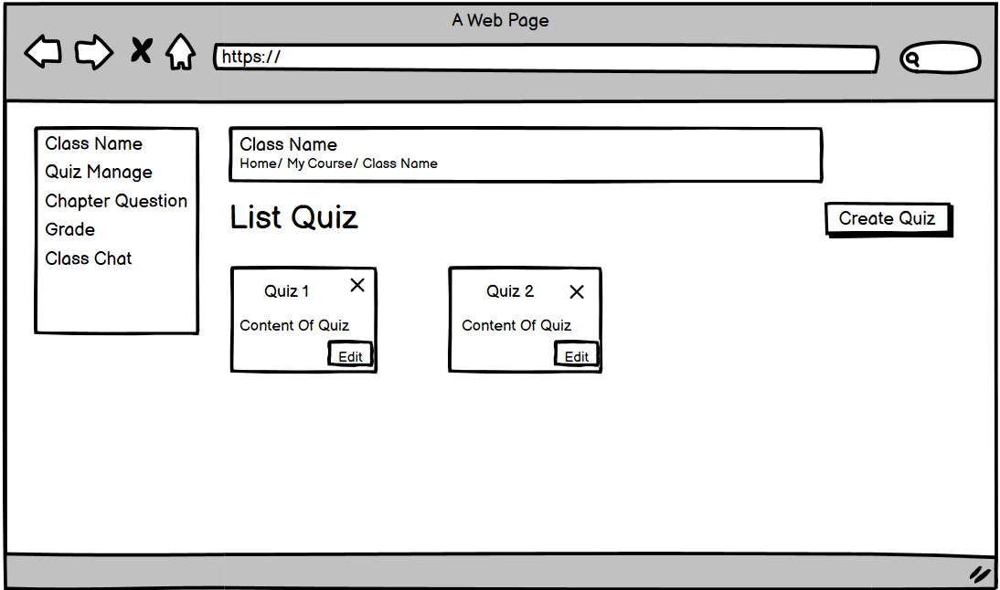 A Web Page
https://
Class Name
Quiz Manage
Chapter Question
Grade
Class Chat
Class Name
Home/ My Course/ Class Name
List Quiz
Create Quiz
Quiz 1
Content Of Quiz
Edit
Quiz 2
Content Of Quiz
Edit